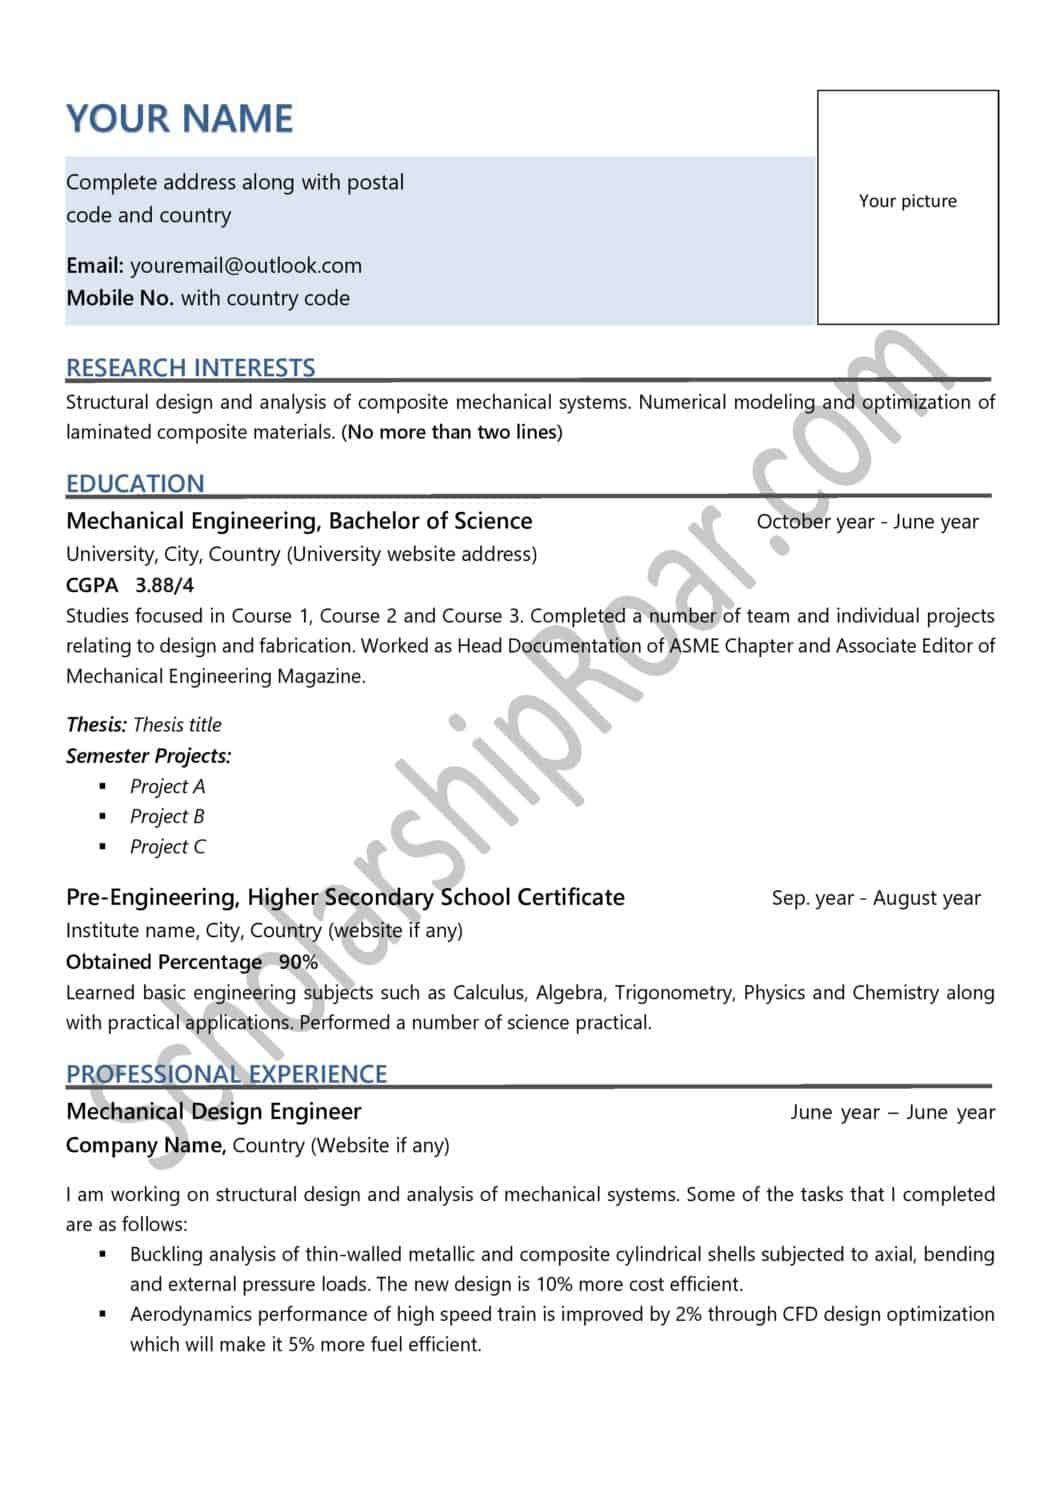 YOUR NAME
Complete address along with postal
code and country
Email: youremail@outlook.com
Mobile No. with country code
Your picture
RESEARCH INTERESTS
Structural design and analysis of composite mechanical systems. Numerical modeling and optimization of
laminated composite materials. (No more than two lines)
EDUCATION
Mechanical Engineering, Bachelor of Science October year - June year
University, City, Country (University website address)
CGPA 3.88/4
Studies focused in Course 1, Course 2 and Course 3. Completed a number of team and individual projects
relating to design and fabrication. Worked as Head Documentation of ASME Chapter and Associate Editor of
Mechanical Engineering Magazine.
Thesis: Thesis title
Semester Projects:
▪ Project A
▪ Project B
▪ Project C
Pre-Engineering, Higher Secondary School Certificate Sep. year - August year
Institute name, City, Country (website if any)
Obtained Percentage 90%
Learned basic engineering subjects such as Calculus, Algebra, Trigonometry, Physics and Chemistry along
with practical applications. Performed a number of science practical.
PROFESSIONAL EXPERIENCE
Mechanical Design Engineer June year – June year
Company Name, Country (Website if any)
I am working on structural design and analysis of mechanical systems. Some of the tasks that I completed
are as follows:
▪ Buckling analysis of thin-walled metallic and composite cylindrical shells subjected to axial, bending
and external pressure loads. The new design is 10% more cost efficient.
▪ Aerodynamics performance of high speed train is improved by 2% through CFD design optimization
which will make it 5% more fuel efficient.
ScholarshipRoar.com